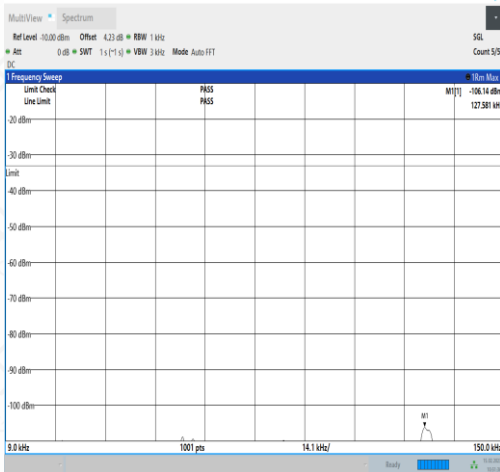 MultiView Spectrum
Ref Level -10.00 dBm Offset 4.23 dB RBW 1 kHz SGL
Att 0 dB SWT 1 s (~1 s) VBW 3 kHz Mode Auto FFT Count 5/5
DC
1 Frequency Sweep 1Rm Max
Limit Check PASS M1[1] -106.14 dBm
Line Limit PASS 127.581 kH
-20 dBm
-30 dBm
Limit
-40 dBm
-50 dBm
-60 dBm
-70 dBm
-80 dBm
-90 dBm
-100 dBm
M1
9.0 kHz 1001 pts 14.1 kHz/ 150.0 kHz
Ready